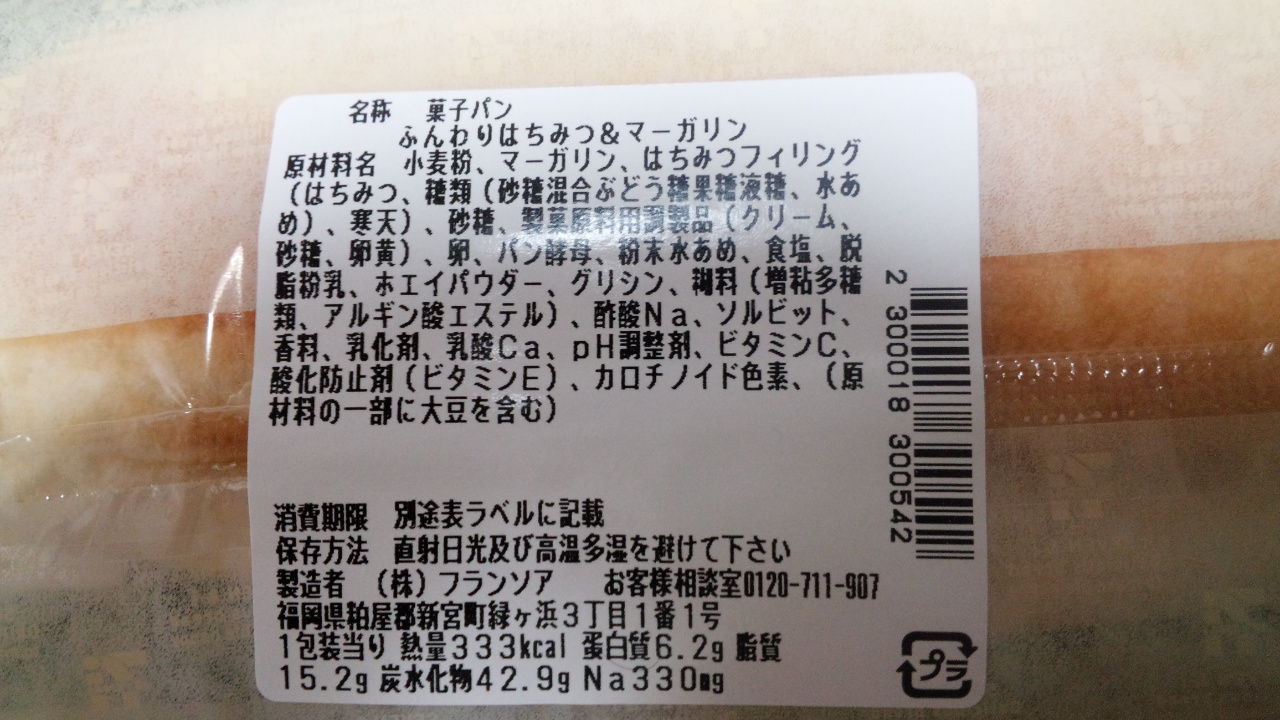 名称　菓子パン
ふんわりはちみつ&マーガリン
原材料名　小麦粉、マーガリン、はちみつフィリング
（はちみつ、糖類（砂糖混合ぶどう糖果糖液糖、水あ
め）、寒天）、砂糖、製菓原料用調製品（クリーム、
砂糖、卵黄）、卵、パン酵母、粉末水あめ、食塩、脱
脂粉乳、ホエイパウダー、グリシン、糊料（増粘多糖
類、アルギン酸エステル）、酢酸Na、ソルビット、
香料、乳化剤、乳酸Ca、pH調整剤、ビタミンC、
酸化防止剤（ビタミンE）、カロチノイド色素、（原
材料の一部に大豆を含む）
消費期限　別途表ラベルに記載
保存方法　直射日光及び高温多湿を避けて下さい
製造者　（株）フランソア　お客様相談室0120-711-907
福岡県粕屋郡新宮町緑ヶ浜3丁目1番1号
1包装当り 熱量333kcal 蛋白質6.2g 脂質
15.2g 炭水化物42.9g Na330mg
2 300018 300542
プラ